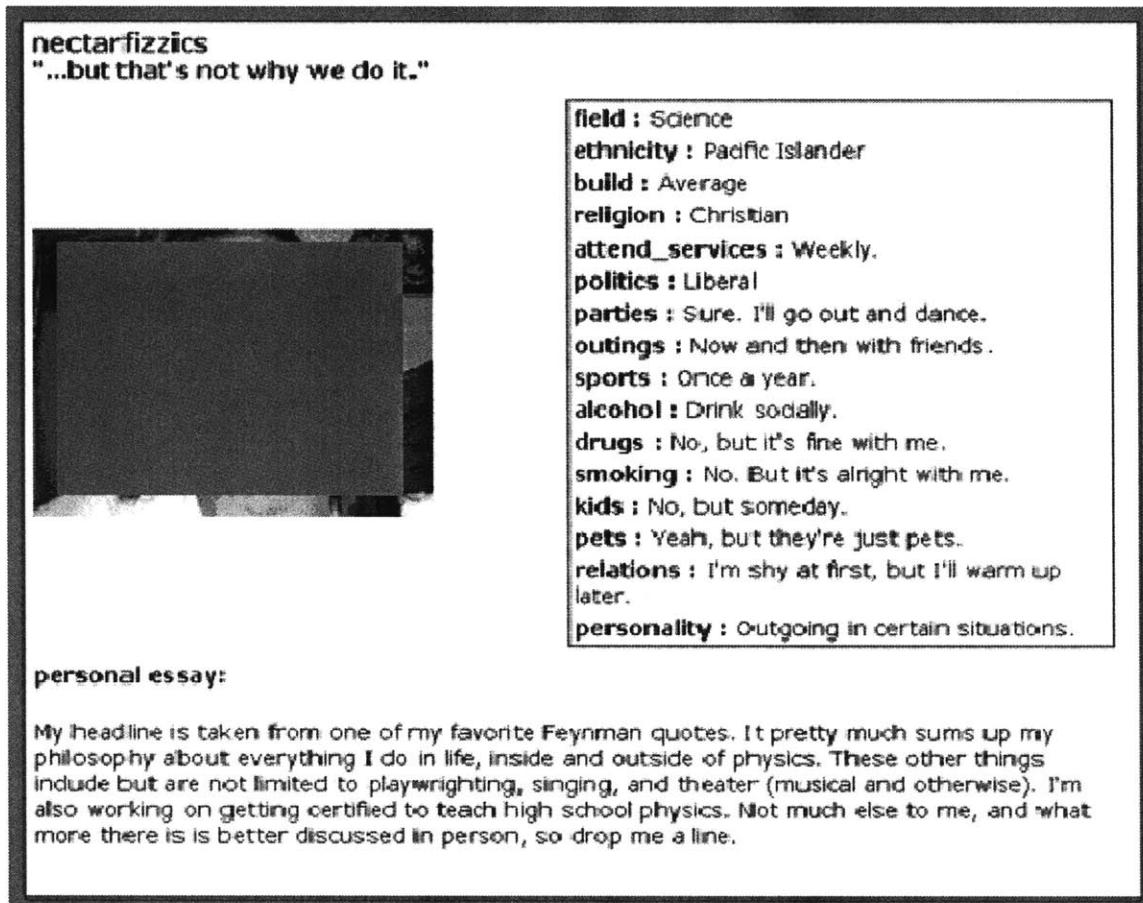 nectarfizzics
"...but that's not why we do it."
field : Science
ethnicity : Pacific Islander
build : Average
religion : Christian
attend_services : Weekly.
politics : Liberal
parties : Sure. I'll go out and dance.
outings : Now and then with friends.
sports : Once a year.
alcohol : Drink socially.
drugs : No, but it's fine with me.
smoking : No. But it's alright with me.
kids : No, but someday.
pets : Yeah, but they're just pets.
relations : I'm shy at first, but I'll warm up
later.
personality : Outgoing in certain situations.
personal essay:
My headline is taken from one of my favorite Feynman quotes. It pretty much sums up my
philosophy about everything I do in life, inside and outside of physics. These other things
include but are not limited to playwrighting, singing, and theater (musical and otherwise). I'm
also working on getting certified to teach high school physics. Not much else to me, and what
more there is is better discussed in person, so drop me a line.